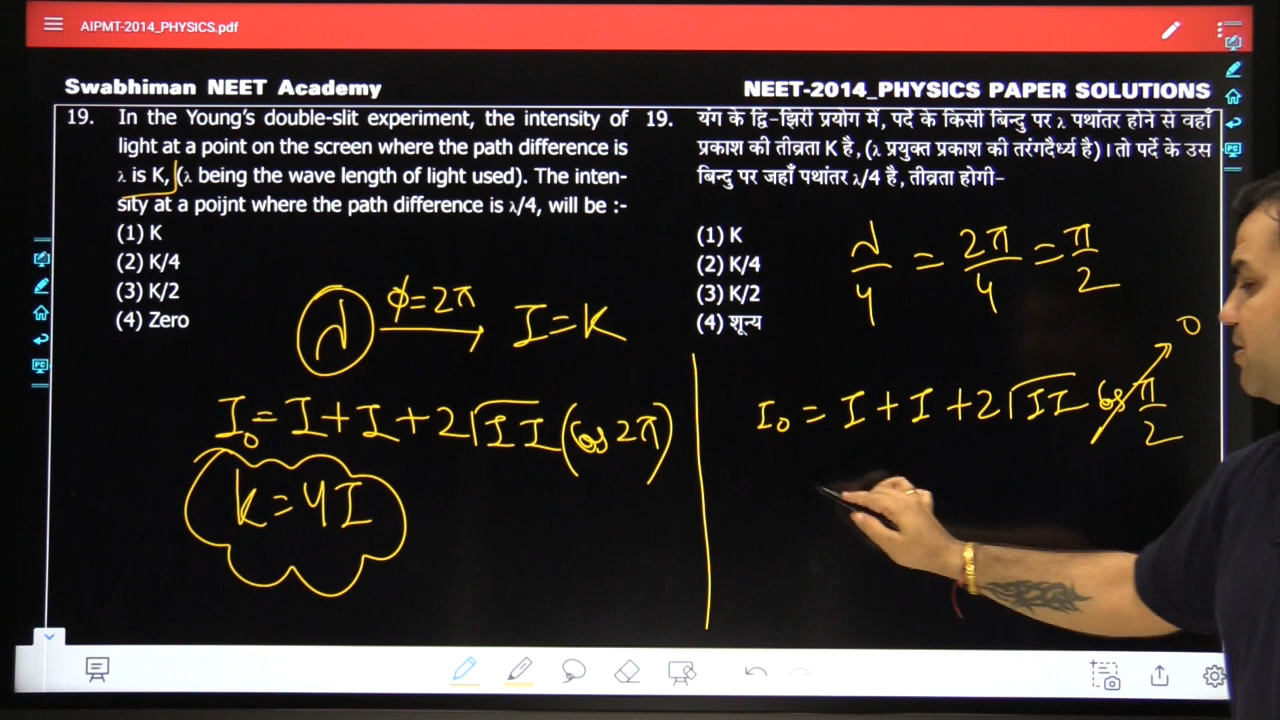 AIPMT-2014_PHYSICS.pdf
Swabhiman NEET Academy
NEET-2014_PHYSICS PAPER SOLUTIONS
19. In the Young's double-slit experiment, the intensity of
light at a point on the screen where the path difference is
λ is K, (λ being the wave length of light used). The inten-
sity at a poijnt where the path difference is λ/4, will be :-
(1) K
(2) K/4
(3) K/2
(4) Zero
19. यंग के द्वि-झिरी प्रयोग में, पर्दे के किसी बिन्दु पर λ पथांतर होने से वहाँ
प्रकाश की तीव्रता K है, (λ प्रयुक्त प्रकाश की तरंगदैर्ध्य है)। तो पर्दे के उस
बिन्दु पर जहाँ पथांतर λ/4 है, तीव्रता होगी-
(1) K
(2) K/4
(3) K/2
(4) शून्य
λ ϕ=2π I=K
I₀=I+I+2√II (Cos 2π)
k=4I
λ/4 = 2π/4 = π/2
I₀ = I+I+2√II Cos π/2 0
PC
PC
PC
PC